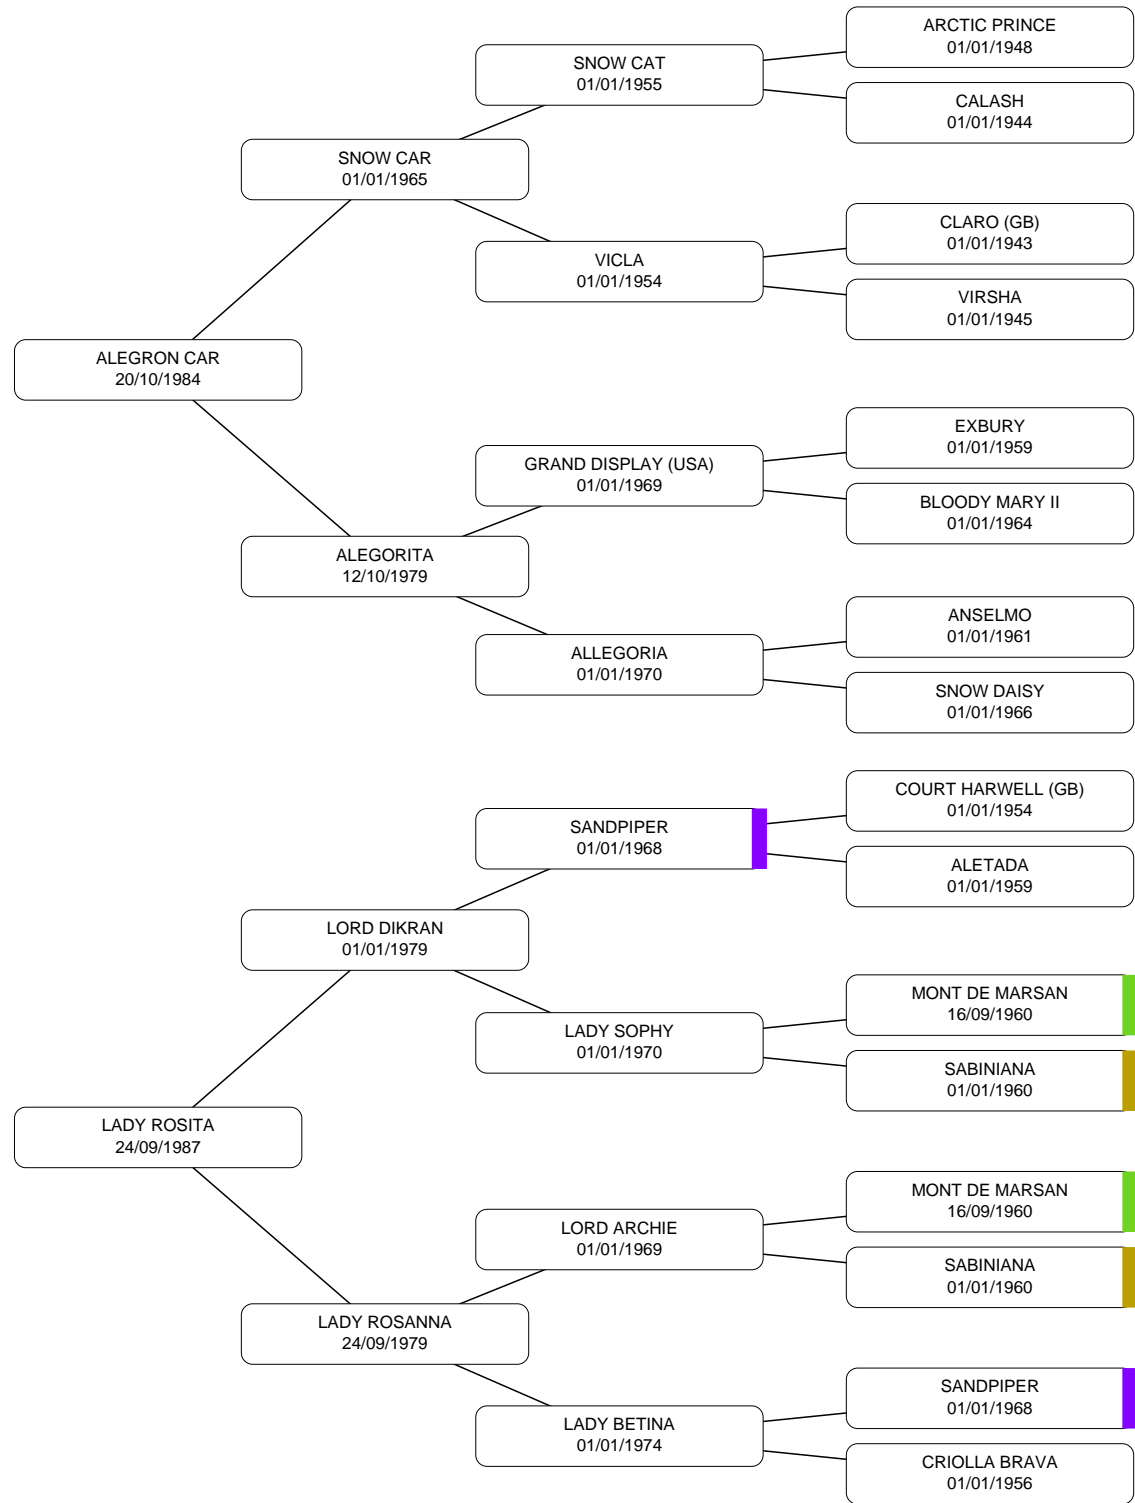 ARCTIC PRINCE
01/01/1948
SNOW CAT
01/01/1955
CALASH
01/01/1944
SNOW CAR
01/01/1965
CLARO (GB)
01/01/1943
VICLA
01/01/1954
VIRSHA
01/01/1945
ALEGRON CAR
20/10/1984
EXBURY
01/01/1959
GRAND DISPLAY (USA)
01/01/1969
BLOODY MARY II
01/01/1964
ALEGORITA
12/10/1979
ANSELMO
01/01/1961
ALLEGORIA
01/01/1970
SNOW DAISY
01/01/1966
COURT HARWELL (GB)
01/01/1954
SANDPIPER
01/01/1968
ALETADA
01/01/1959
LORD DIKRAN
01/01/1979
MONT DE MARSAN
16/09/1960
LADY SOPHY
01/01/1970
SABINIANA
01/01/1960
LADY ROSITA
24/09/1987
MONT DE MARSAN
16/09/1960
LORD ARCHIE
01/01/1969
SABINIANA
01/01/1960
LADY ROSANNA
24/09/1979
SANDPIPER
01/01/1968
LADY BETINA
01/01/1974
CRIOLLA BRAVA
01/01/1956